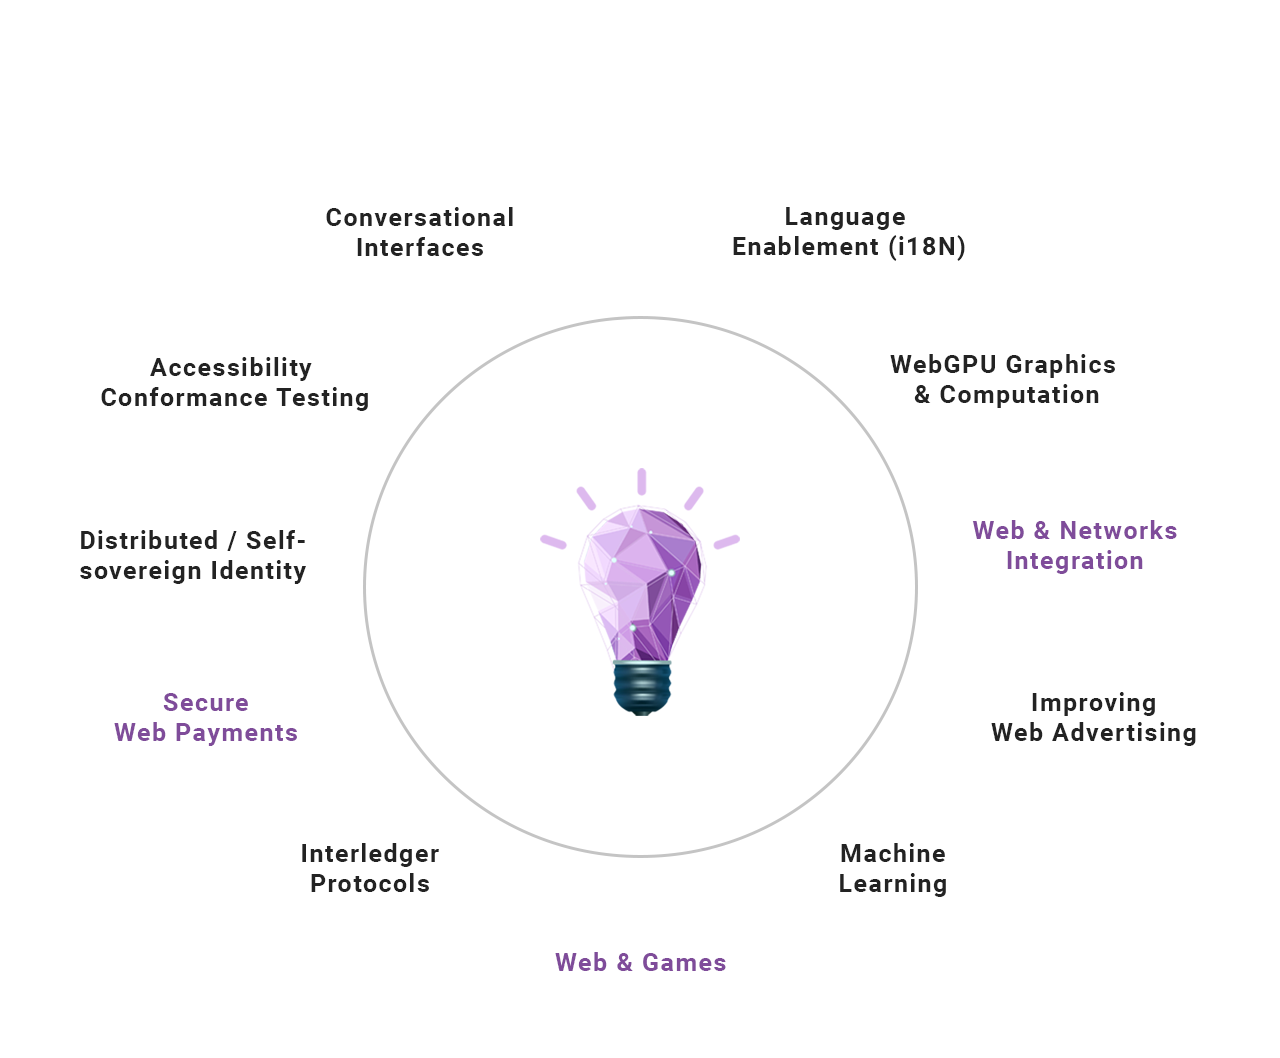 Conversational
Interfaces
Language
Enablement (i18N)
Accessibility
Conformance Testing
WebGPU Graphics
& Computation
Distributed / Self-
sovereign Identity
Web & Networks
Integration
Secure
Web Payments
Improving
Web Advertising
Interledger
Protocols
Machine
Learning
Web & Games